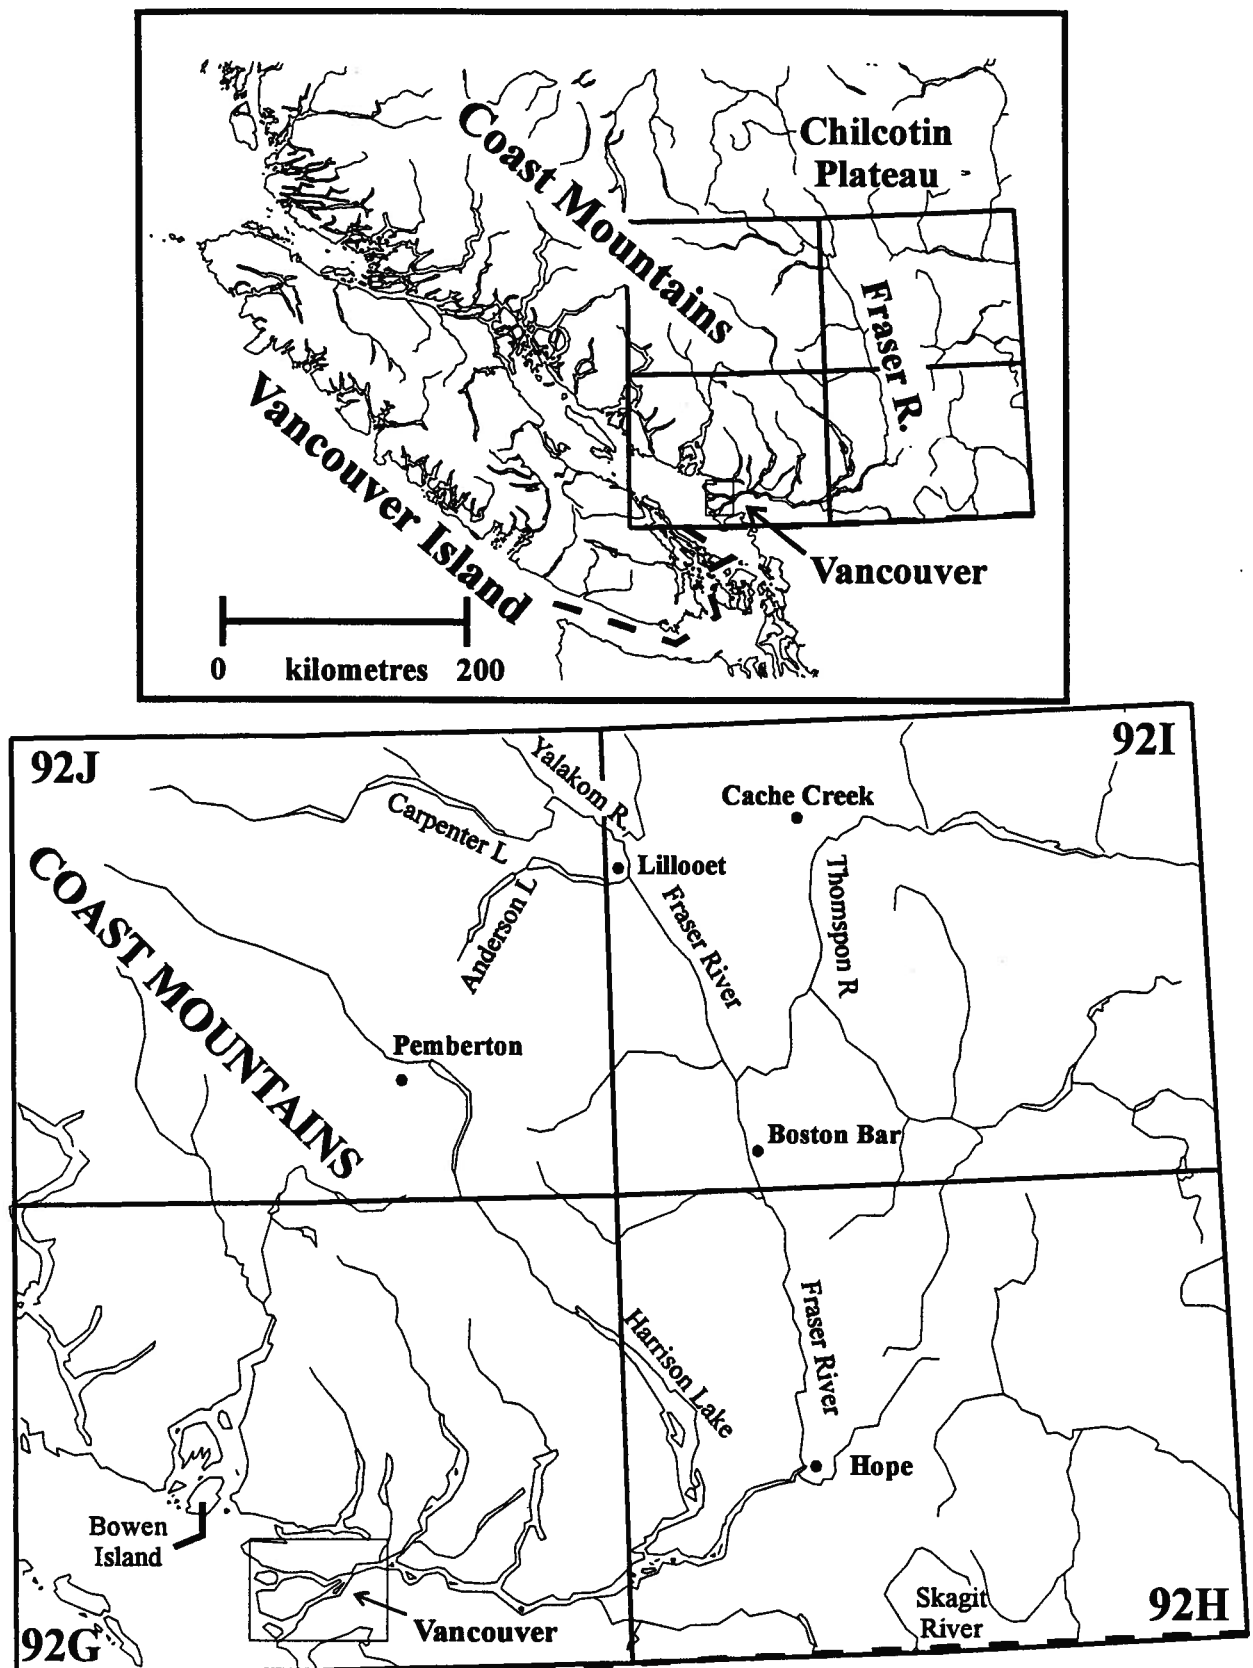 Coast Mountains
Chilcotin
Plateau
Fraser R.
Vancouver Island
Vancouver
0 kilometres 200
92J
92I
Yalakom R.
Cache Creek
Carpenter L
Lillooet
COAST MOUNTAINS
Anderson L
Fraser River
Thomspon R
Pemberton
Boston Bar
Fraser River
Harrison Lake
Hope
Bowen
Island
Skagit
River
92H
92G
Vancouver